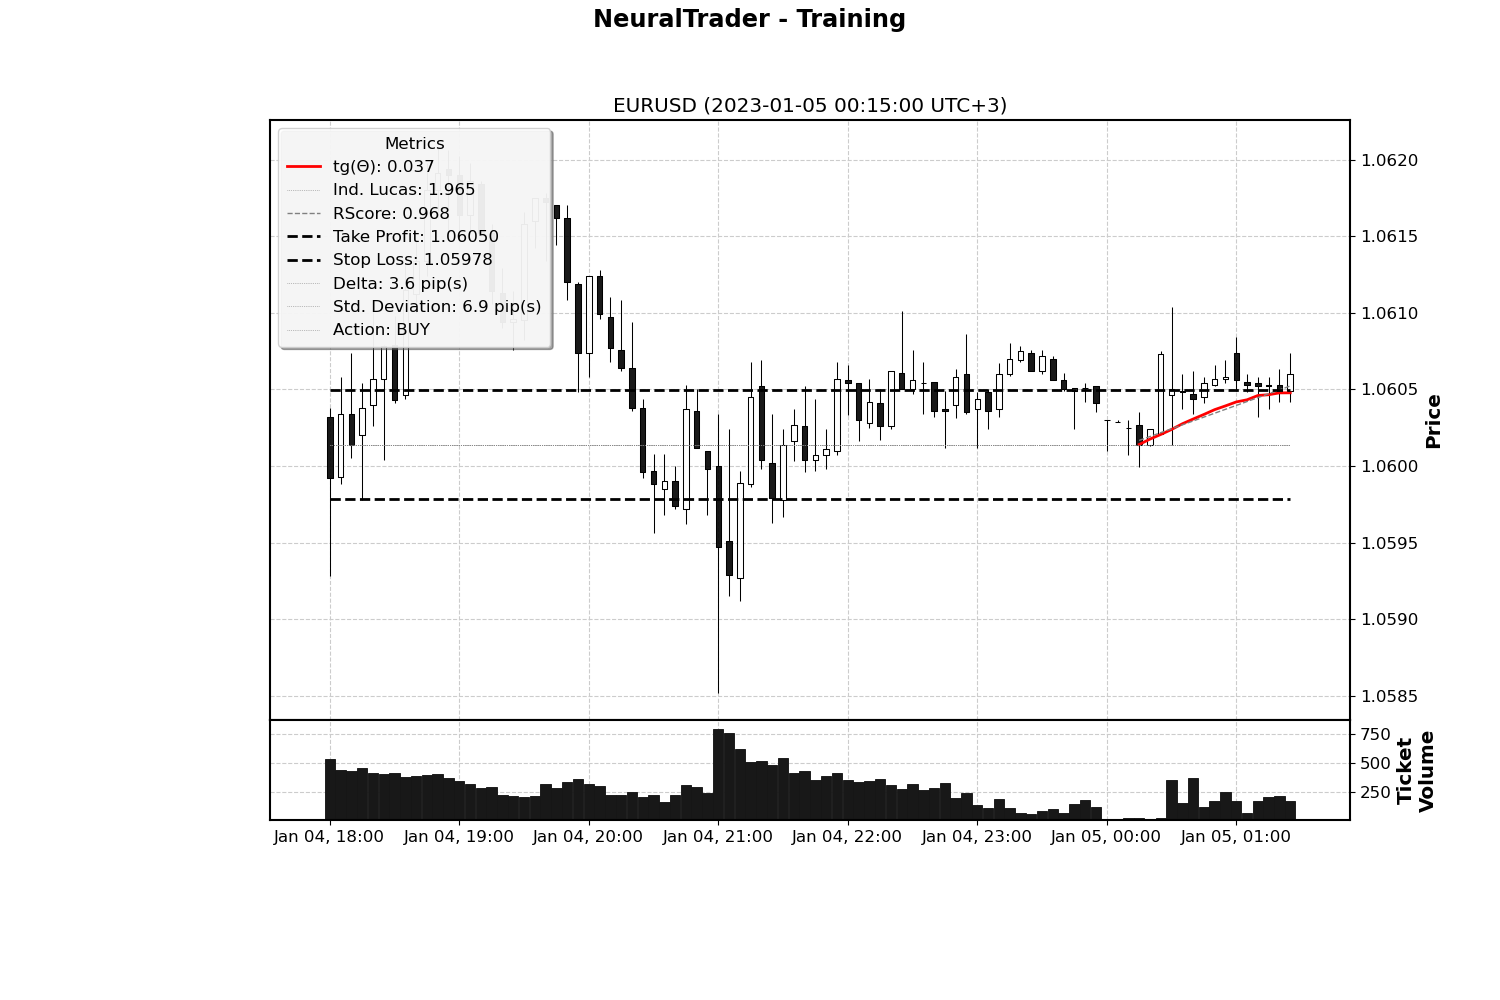 NeuralTrader - Training
EURUSD (2023-01-05 00:15:00 UTC+3)
Metrics
tg(Θ): 0.037
Ind. Lucas: 1.965
RScore: 0.968
Take Profit: 1.06050
Stop Loss: 1.05978
Delta: 3.6 pip(s)
Std. Deviation: 6.9 pip(s)
Action: BUY
1.0620
1.0615
1.0610
1.0605
1.0600
1.0595
1.0590
1.0585
Price
750
500
250
Ticket
Volume
Jan 04, 18:00 Jan 04, 19:00 Jan 04, 20:00 Jan 04, 21:00 Jan 04, 22:00 Jan 04, 23:00 Jan 05, 00:00 Jan 05, 01:00